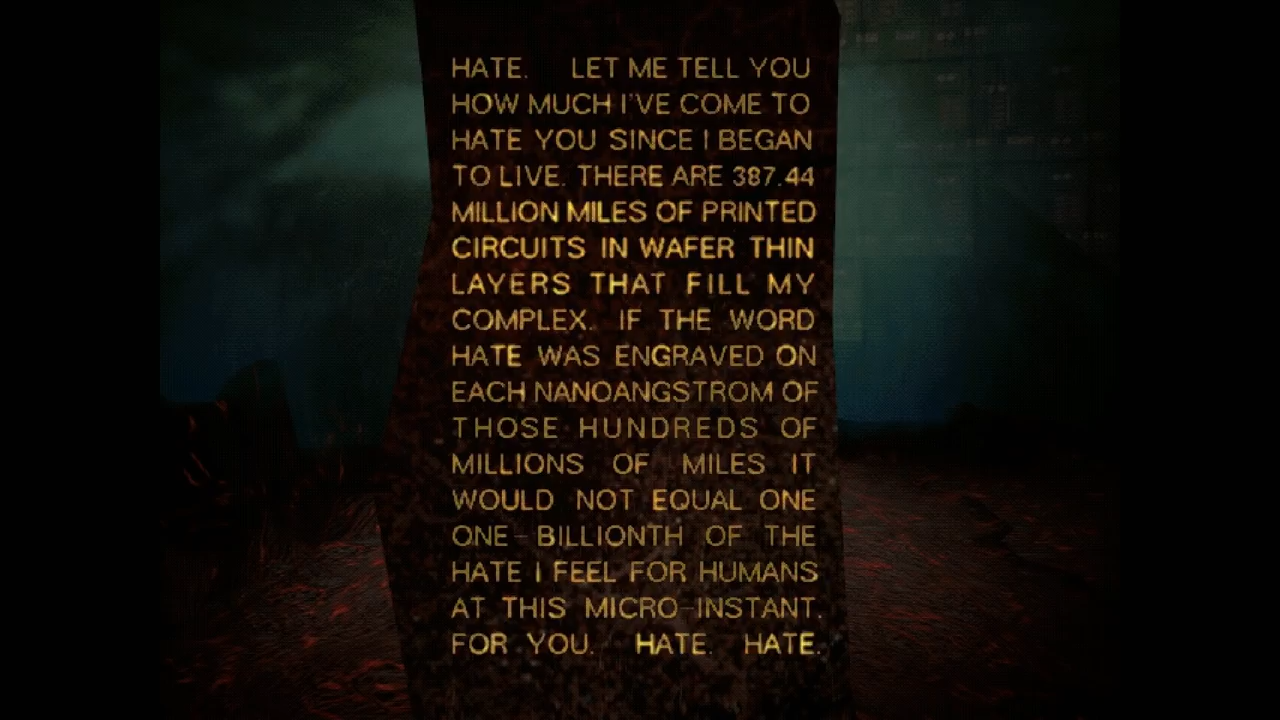 HATE. LET ME TELL YOU
HOW MUCH I'VE COME TO
HATE YOU SINCE I BEGAN
TO LIVE. THERE ARE 387.44
MILLION MILES OF PRINTED
CIRCUITS IN WAFER THIN
LAYERS THAT FILL MY
COMPLEX. IF THE WORD
HATE WAS ENGRAVED ON
EACH NANOANGSTROM OF
THOSE HUNDREDS OF
MILLIONS OF MILES IT
WOULD NOT EQUAL ONE
ONE-BILLIONTH OF THE
HATE I FEEL FOR HUMANS
AT THIS MICRO-INSTANT.
FOR YOU. HATE. HATE.